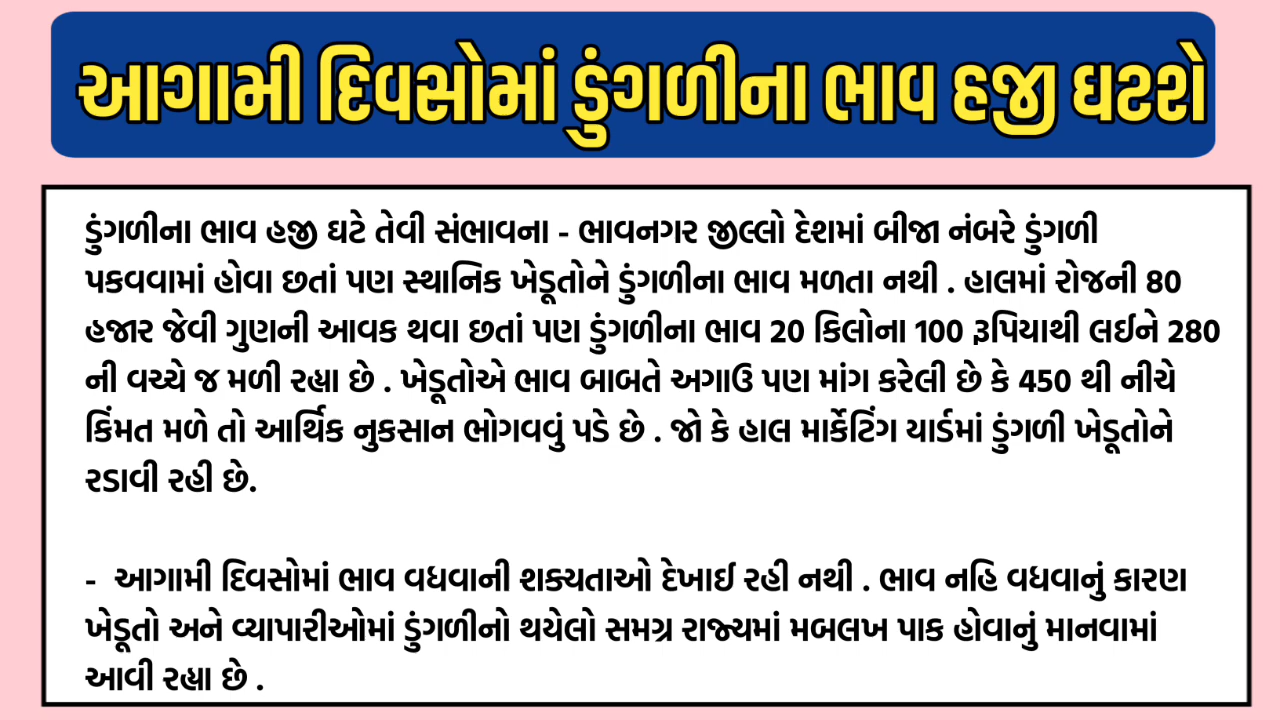 આગામી દિવસોમાં ડુંગળીના ભાવ હજી ઘટશે
ડુંગળીના ભાવ હજી ઘટે તેવી સંભાવના - ભાવનગર જીલ્લો દેશમાં બીજા નંબરે ડુંગળી
પકવવામાં હોવા છતાં પણ સ્થાનિક ખેડૂતોને ડુંગળીના ભાવ મળતા નથી . હાલમાં રોજની 80
હજાર જેવી ગુણની આવક થવા છતાં પણ ડુંગળીના ભાવ 20 કિલોના 100 રૂપિયાથી લઈને 280
ની વચ્ચે જ મળી રહ્યા છે . ખેડૂતોએ ભાવ બાબતે અગાઉ પણ માંગ કરેલી છે કે 450 થી નીચે
કિંમત મળે તો આર્થિક નુકસાન ભોગવવું પડે છે . જો કે હાલ માર્કેટિંગ યાર્ડમાં ડુંગળી ખેડૂતોને
રડાવી રહી છે.
- આગામી દિવસોમાં ભાવ વધવાની શક્યતાઓ દેખાઈ રહી નથી . ભાવ નહિ વધવાનું કારણ
ખેડૂતો અને વ્યાપારીઓમાં ડુંગળીનો થયેલો સમગ્ર રાજ્યમાં મબલખ પાક હોવાનું માનવામાં
આવી રહ્યા છે .